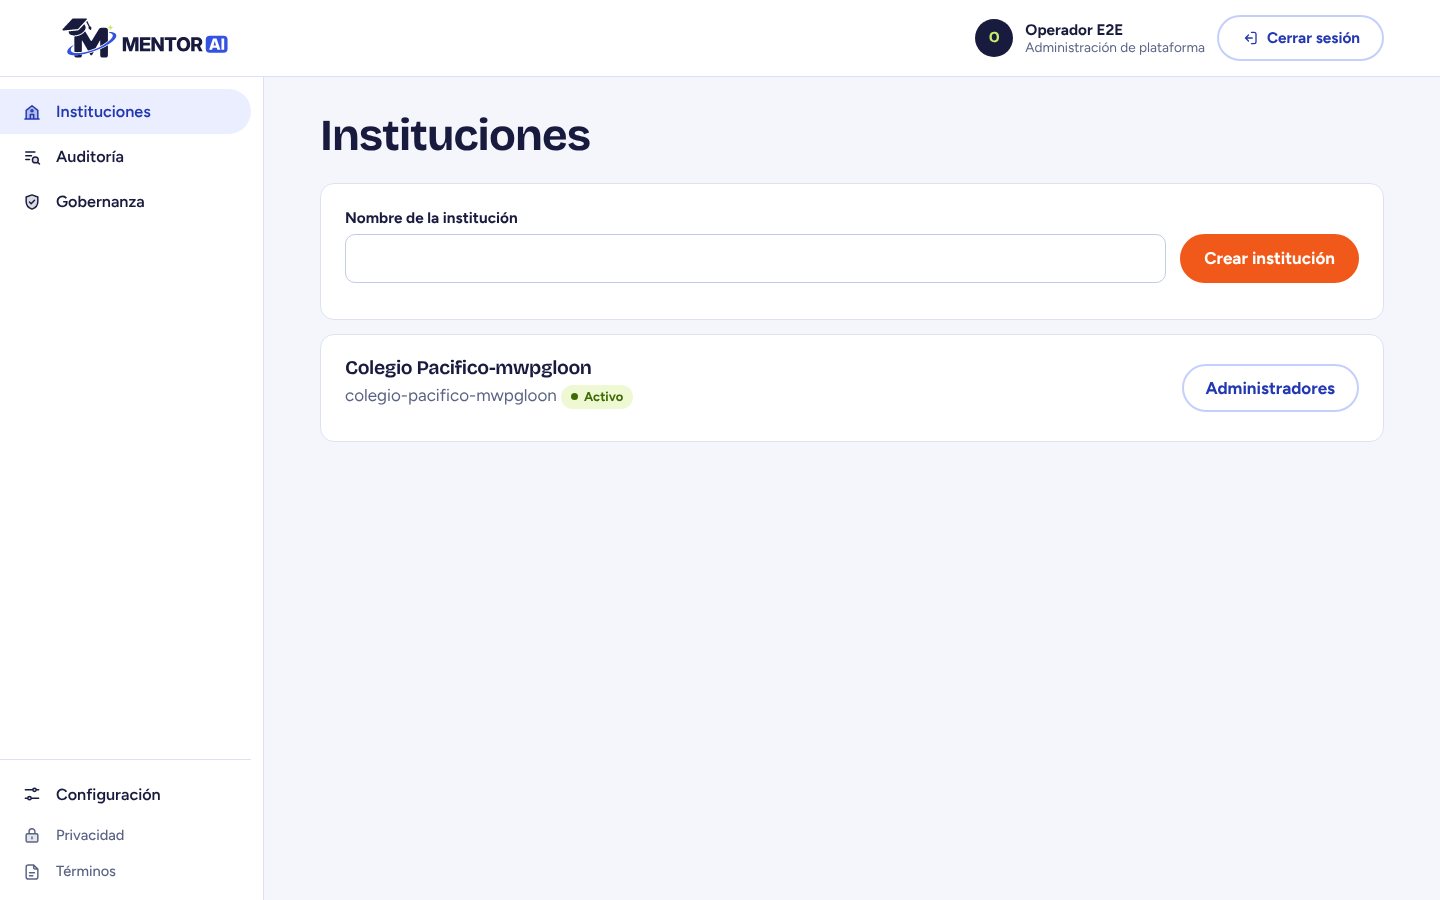 MENTOR AI
O
Operador E2E
Administración de plataforma
Cerrar sesión
Instituciones
Auditoría
Gobernanza
Configuración
Privacidad
Términos
Instituciones
Nombre de la institución
Crear institución
Colegio Pacifico-mwpgloon
colegio-pacifico-mwpgloon Activo
Administradores